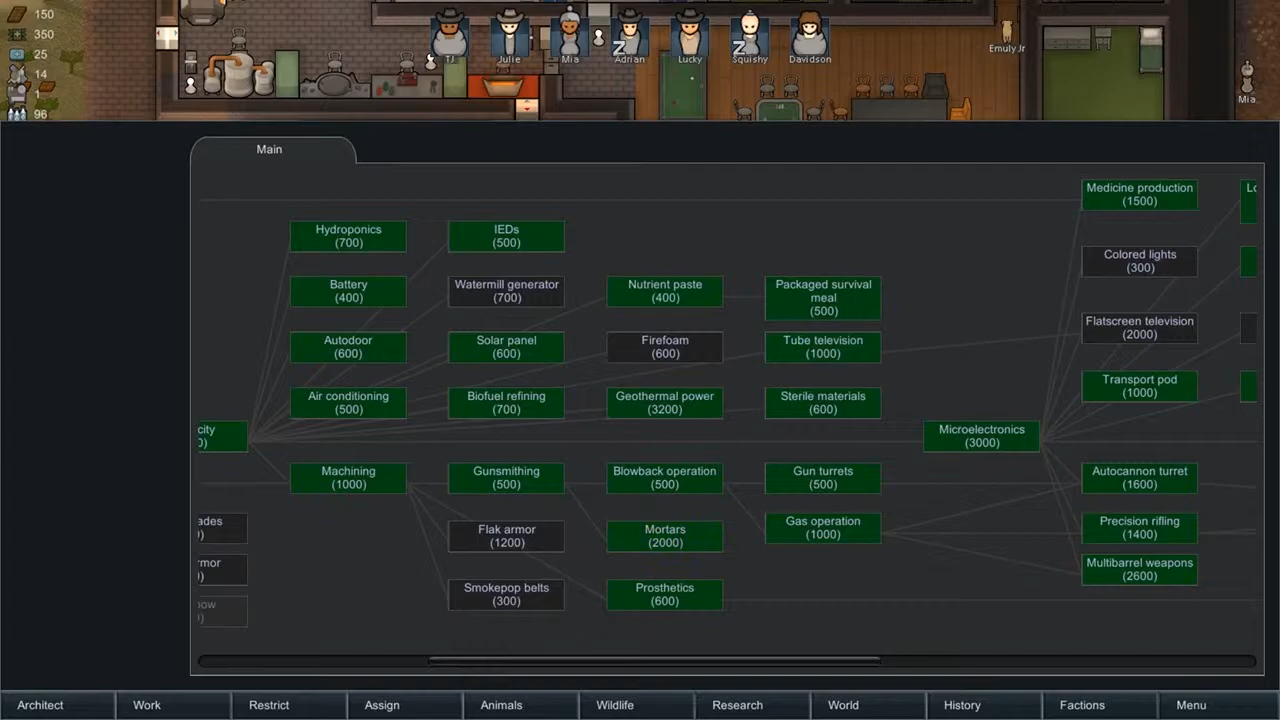 150
350
25
14
1
96
TJ
Julie
Mia
Adrian
Lucky
Squishy
Davidson
Z
Z
Emuly Jr
Mia
Main
Medicine production
(1500)
Hydroponics
(700)
IEDs
(500)
Colored lights
(300)
Battery
(400)
Watermill generator
(700)
Nutrient paste
(400)
Packaged survival
meal
(500)
Flatscreen television
(2000)
Autodoor
(600)
Solar panel
(600)
Firefoam
(600)
Tube television
(1000)
Transport pod
(1000)
Air conditioning
(500)
Biofuel refining
(700)
Geothermal power
(3200)
Sterile materials
(600)
city
0)
Microelectronics
(3000)
Machining
(1000)
Gunsmithing
(500)
Blowback operation
(500)
Gun turrets
(500)
Autocannon turret
(1600)
ades
)
Flak armor
(1200)
Mortars
(2000)
Gas operation
(1000)
Precision rifling
(1400)
rmor
)
Multibarrel weapons
(2600)
Smokepop belts
(300)
Prosthetics
(600)
ow
)
Architect
Work
Restrict
Assign
Animals
Wildlife
Research
World
History
Factions
Menu